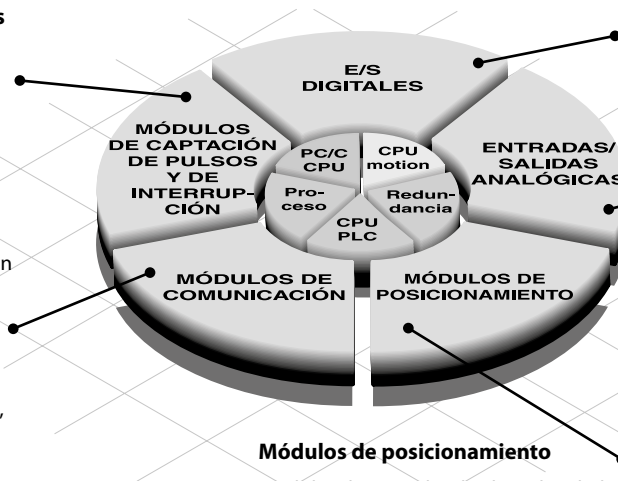 s
E/S
DIGITALES
MÓDULOS
DE CAPTACIÓN
DE PULSOS
Y DE
INTERRUP-
CIÓN
PC/C
CPU
CPU
motion
ENTRADAS/
SALIDAS
ANALÓGICAS
Pro-
ceso
Redun-
dancia
CPU
PLC
n
MÓDULOS DE
COMUNICACIÓN
MÓDULOS DE
POSICIONAMIENTO
,
Módulos de posicionamiento